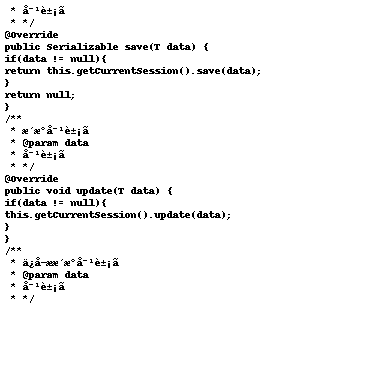 * å¯¹è±¡ã
 * */
@Override
public Serializable save(T data) {
if(data != null){
return this.getCurrentSession().save(data);
}
return null;
}
/**
 * æ´æ°å¯¹è±¡ã
 * @param data
 * å¯¹è±¡ã
 * */
@Override
public void update(T data) {
if(data != null){
this.getCurrentSession().update(data);
}
}
/**
 * ä¿å­ææ´æ°å¯¹è±¡ã
 * @param data
 * å¯¹è±¡ã
 * */